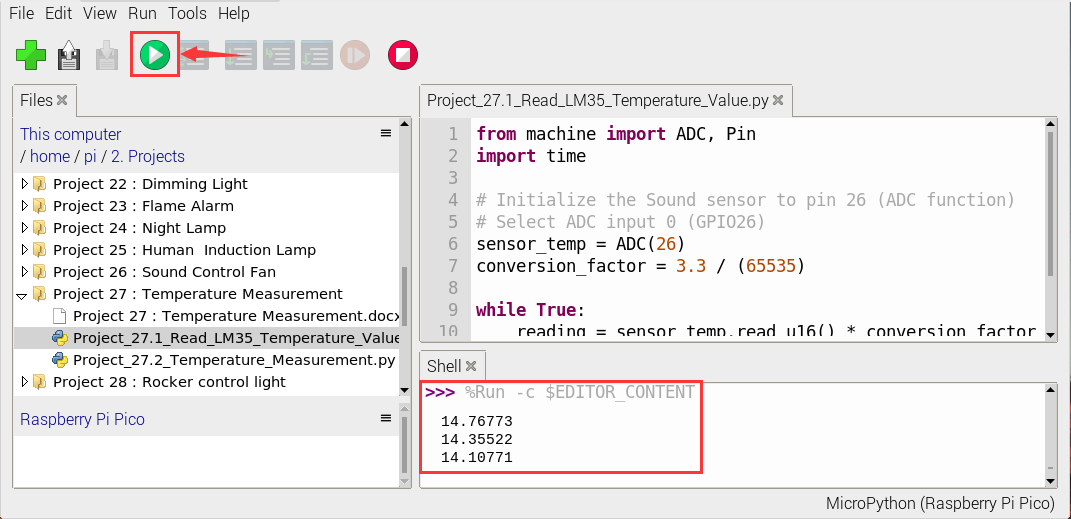 File Edit View Run Tools Help
Files
This computer
/ home / pi / 2. Projects
Project 22 : Dimming Light
Project 23 : Flame Alarm
Project 24 : Night Lamp
Project 25 : Human  Induction Lamp
Project 26 : Sound Control Fan
Project 27 : Temperature Measurement
Project 27 : Temperature Measurement.docx
Project_27.1_Read_LM35_Temperature_Value
Project_27.2_Temperature_Measurement.py
Project 28 : Rocker control light
Raspberry Pi Pico
Project_27.1_Read_LM35_Temperature_Value.py
1 from machine import ADC, Pin
2 import time
3
4 # Initialize the Sound sensor to pin 26 (ADC function)
5 # Select ADC input 0 (GPIO26)
6 sensor_temp = ADC(26)
7 conversion_factor = 3.3 / (65535)
8
9 while True:
10     reading = sensor_temp.read_u16() * conversion_factor
Shell
>>> %Run -c $EDITOR_CONTENT
14.76773
14.35522
14.10771
MicroPython (Raspberry Pi Pico)